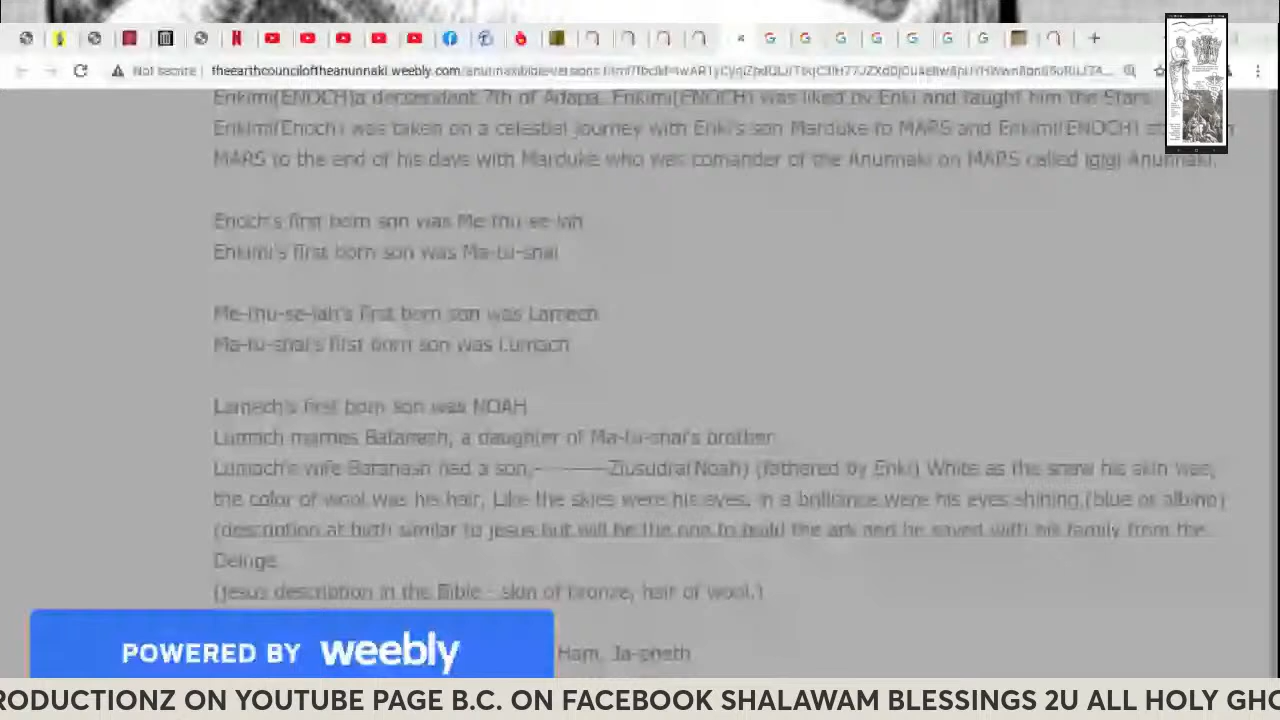 Not secure | theearthcounciloftheanunnaki.weebly.com/anunnakibibleversions.html?fbclid=
Enkimi(ENOCH)a decendant 7th of Adapa. Enkimi(ENOCH) was liked by Enki and taught him the Stars.
Enkimi(Enoch) was taken on a celestial journey with Enki's son Marduke to MARS and Enkimi(ENOCH)
MARS to the end of his days with Marduke who was comander of the Anunnaki on MARS called Igigi Anunnaki.
Enoch's first born son was Me-thu-se-lah
Enkimi's first born son was Ma-tu-shal
Me-thu-se-lah's first born son was Lamech
Ma-tu-shal's first born son was Lumach
Lamech's first born son was NOAH
Lumach marries Batanash, a daughter of Ma-tu-shal's brother
Lumach's wife Batanash had a son,----------Ziusudra(Noah) (fathered by Enki) White as the snow his skin was,
the color of wool was his hair, Like the skies were his eyes, in a brilliance were his eyes shining,(blue or albino)
(description at birth similar to jesus but will be the one to build the ark and be saved with his family from the
Deluge
(Jesus description in the Bible - skin of bronze, hair of wool.)
Ham, Ja-pheth
POWERED BY weebly
RODUCTIONZ ON YOUTUBE PAGE B.C. ON FACEBOOK SHALAWAM BLESSINGS 2U ALL HOLY GHO